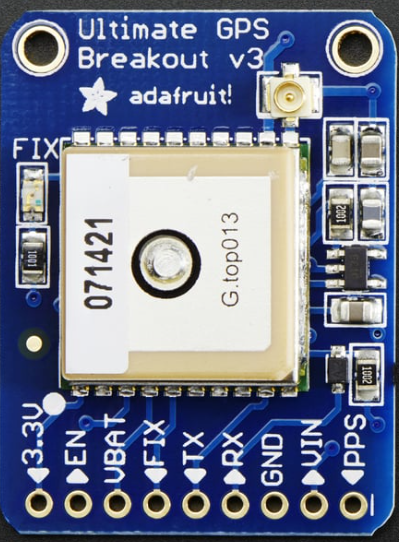 Ultimate GPS
Breakout v3
adafruit!
FIX
071421
G.top013
1001
1002
1002
3.3V
EN
VBAT
FIX
TX
RX
GND
VIN
PPS